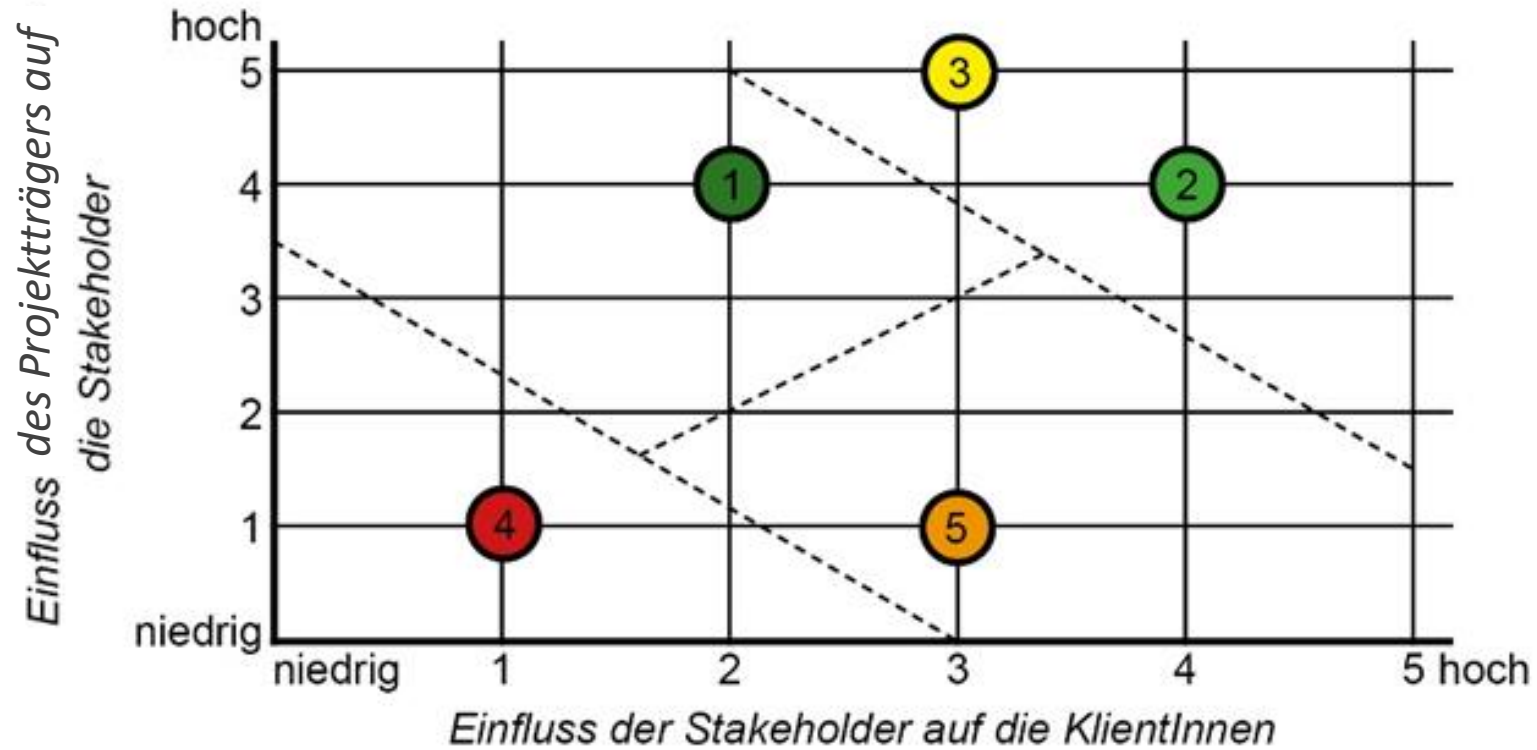 Einfluss des Projektträgers auf
die Stakeholder
hoch
5
3
4
1
2
3
2
1
4
5
niedrig
niedrig 1 2 3 4 5 hoch
Einfluss der Stakeholder auf die KlientInnen